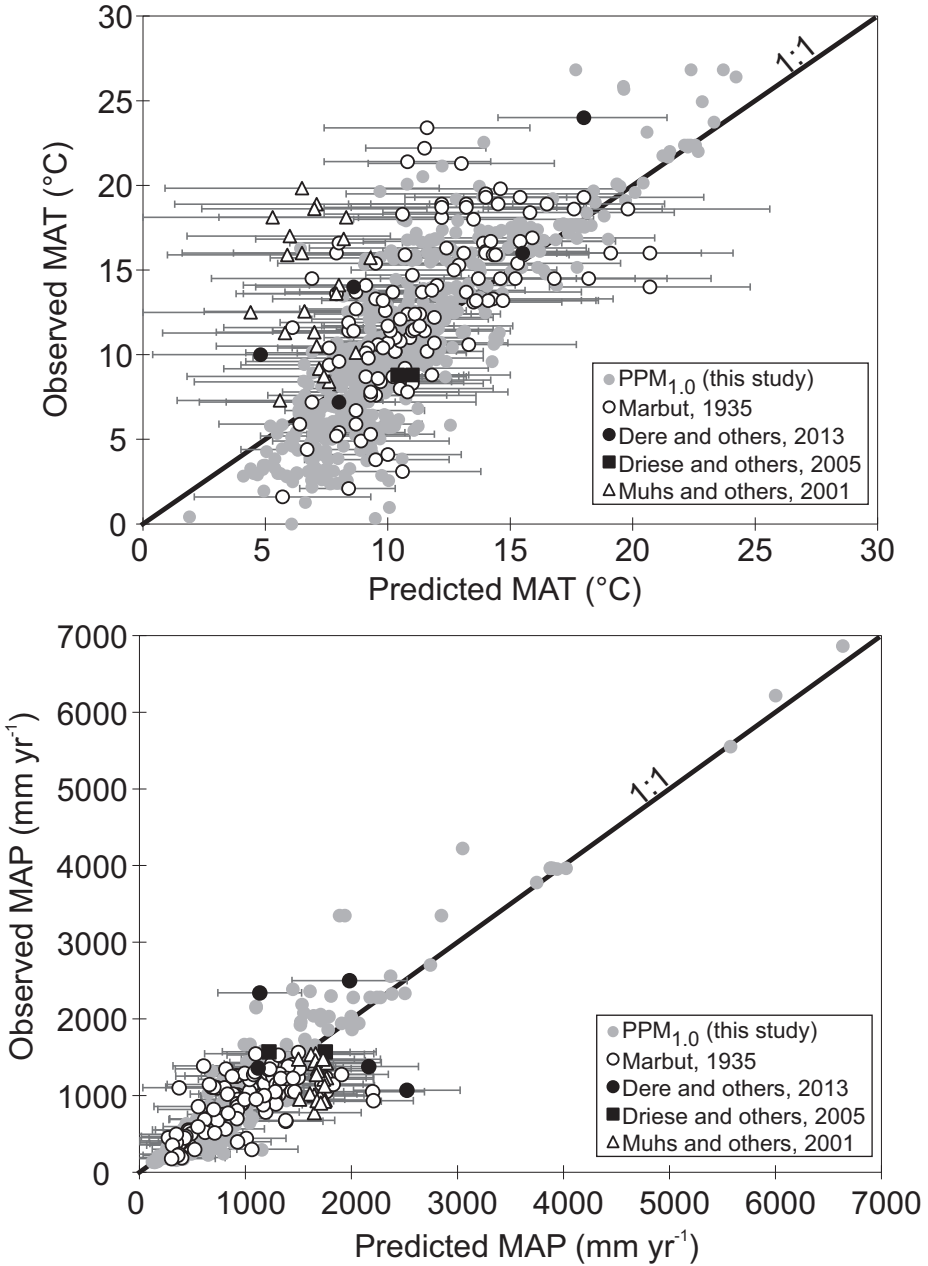 30
25
20
15
10
5
0
Observed MAT (°C)
1:1
PPM1.0 (this study)
Marbut, 1935
Dere and others, 2013
Driese and others, 2005
Muhs and others, 2001
0 5 10 15 20 25 30
Predicted MAT (°C)
7000
6000
5000
4000
3000
2000
1000
0
Observed MAP (mm yr-1)
1:1
PPM1.0 (this study)
Marbut, 1935
Dere and others, 2013
Driese and others, 2005
Muhs and others, 2001
0 1000 2000 3000 4000 5000 6000 7000
Predicted MAP (mm yr-1)